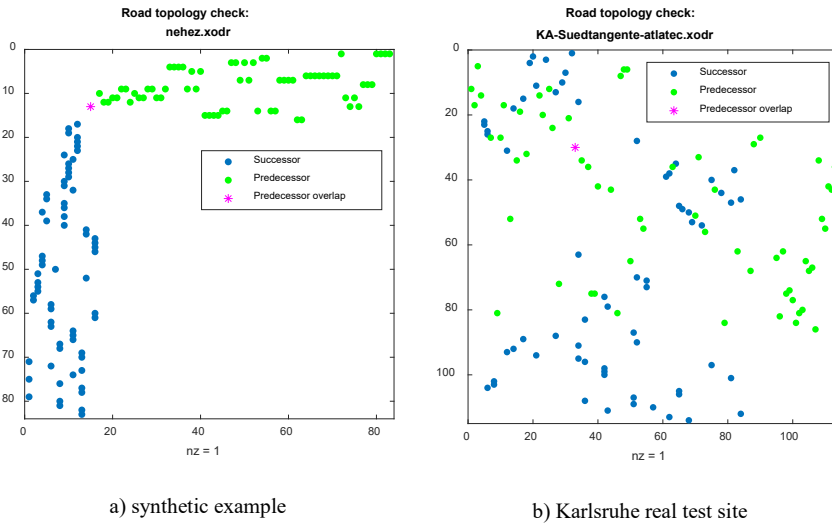 Road topology check:
nehez.xodr
0
10
20
30
40
50
60
70
80
0
20
40
60
80
nz = 1
Successor
Predecessor
Predecessor overlap
a) synthetic example
Road topology check:
KA-Suedtangente-atlatec.xodr
0
20
40
60
80
100
0
20
40
60
80
100
nz = 1
Successor
Predecessor
Predecessor overlap
b) Karlsruhe real test site